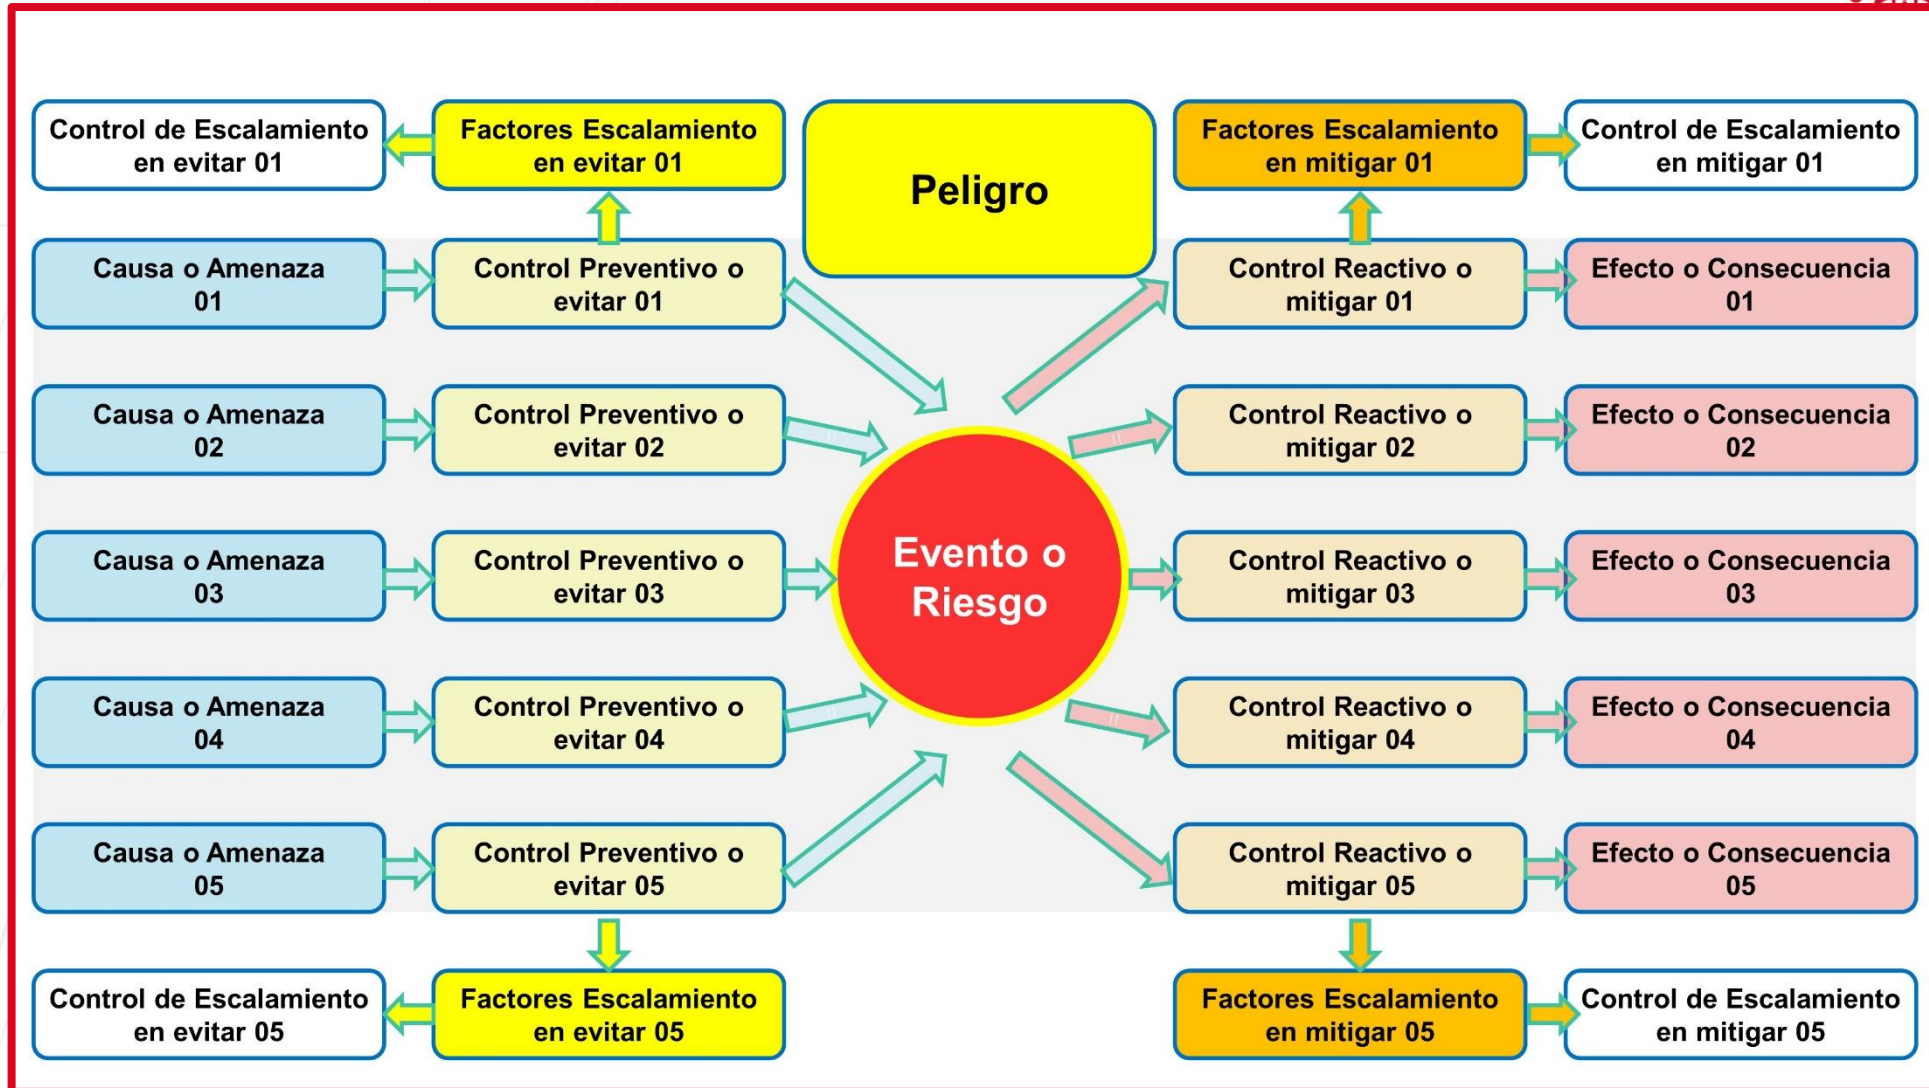 Control de Escalamiento
en evitar 01
Factores Escalamiento
en evitar 01
Peligro
Factores Escalamiento
en mitigar 01
Control de Escalamiento
en mitigar 01
Causa o Amenaza
01
Control Preventivo o
evitar 01
Control Reactivo o
mitigar 01
Efecto o Consecuencia
01
Causa o Amenaza
02
Control Preventivo o
evitar 02
Control Reactivo o
mitigar 02
Efecto o Consecuencia
02
Causa o Amenaza
03
Control Preventivo o
evitar 03
Evento o
Riesgo
Control Reactivo o
mitigar 03
Efecto o Consecuencia
03
Causa o Amenaza
04
Control Preventivo o
evitar 04
Control Reactivo o
mitigar 04
Efecto o Consecuencia
04
Causa o Amenaza
05
Control Preventivo o
evitar 05
Control Reactivo o
mitigar 05
Efecto o Consecuencia
05
Control de Escalamiento
en evitar 05
Factores Escalamiento
en evitar 05
Factores Escalamiento
en mitigar 05
Control de Escalamiento
en mitigar 05